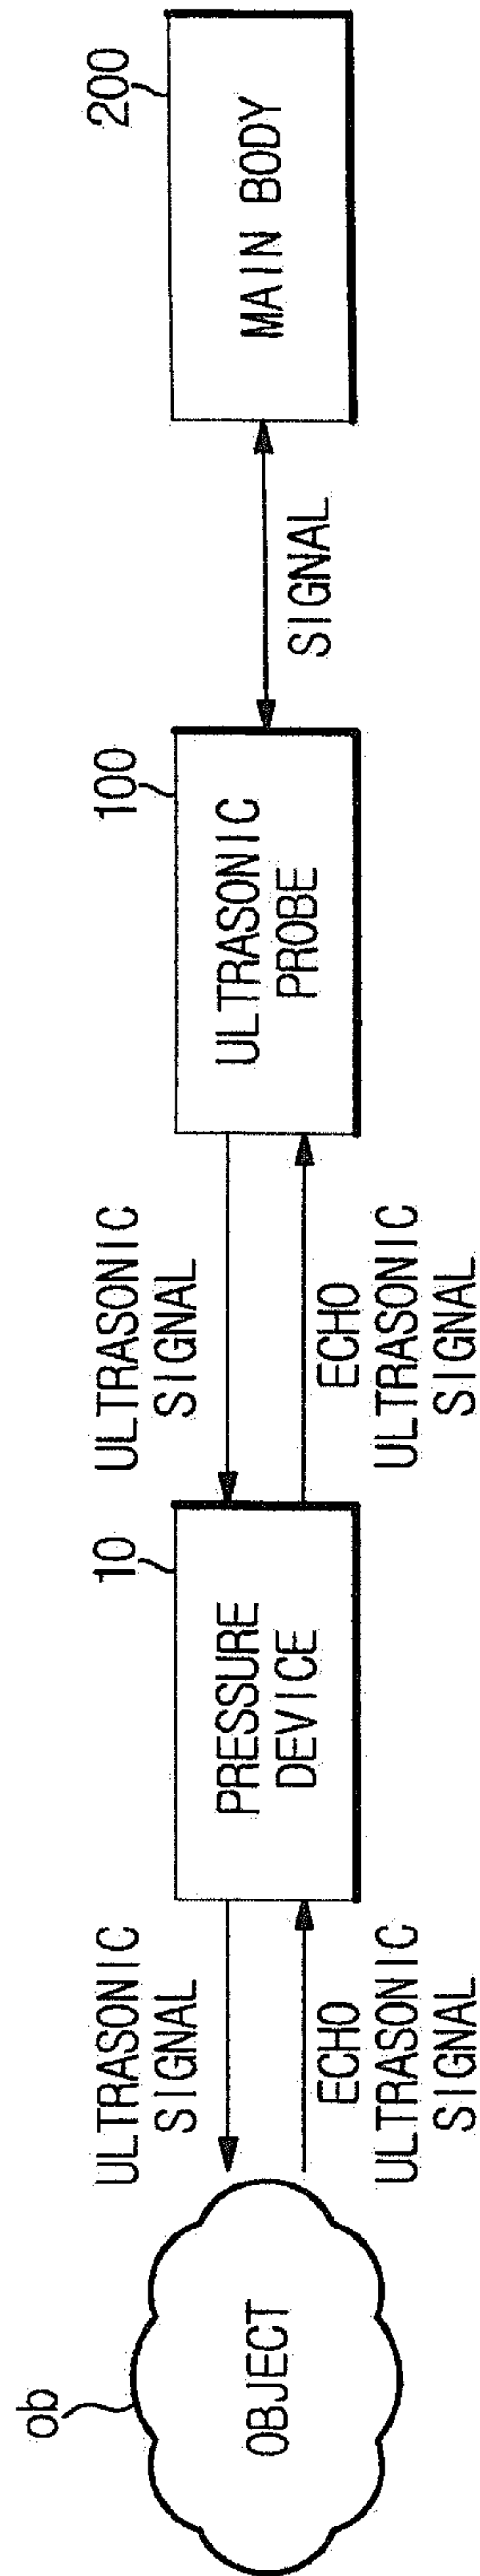 ob
OBJECT
ULTRASONIC
SIGNAL
ECHO
ULTRASONIC
SIGNAL
10
PRESSURE
DEVICE
ULTRASONIC
SIGNAL
ECHO
ULTRASONIC
SIGNAL
100
ULTRASONIC
PROBE
SIGNAL
200
MAIN BODY